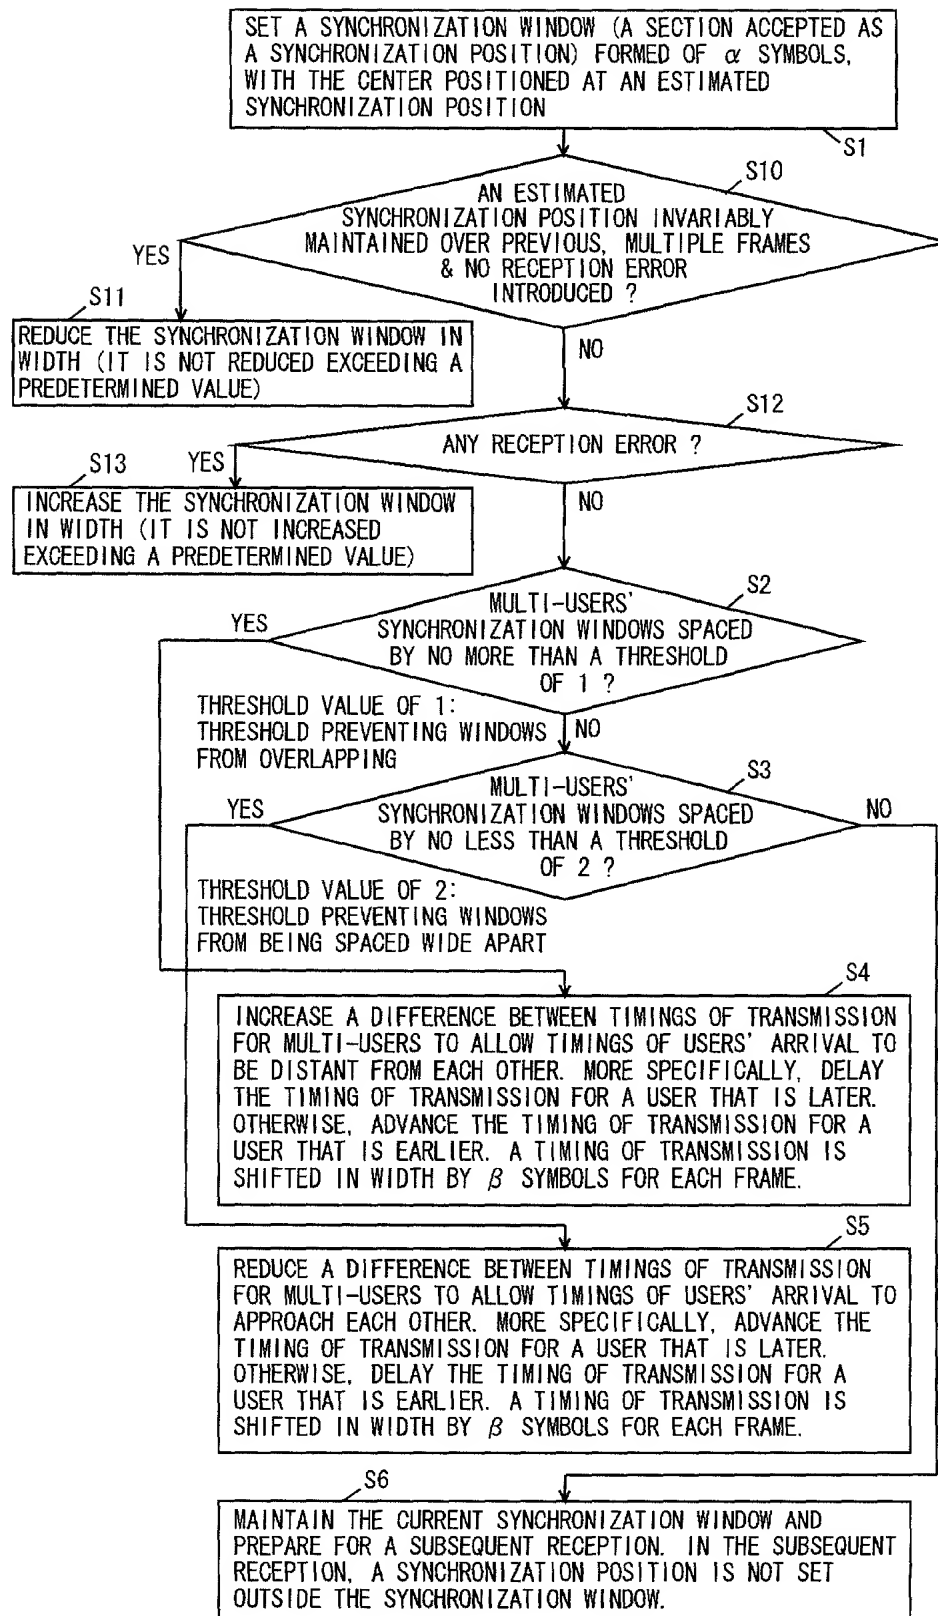 SET A SYNCHRONIZATION WINDOW (A SECTION ACCEPTED AS
A SYNCHRONIZATION POSITION) FORMED OF α SYMBOLS,
WITH THE CENTER POSITIONED AT AN ESTIMATED
SYNCHRONIZATION POSITION
S1
S10
AN ESTIMATED
SYNCHRONIZATION POSITION INVARIABLY
MAINTAINED OVER PREVIOUS, MULTIPLE FRAMES
& NO RECEPTION ERROR
INTRODUCED ?
YES
S11
REDUCE THE SYNCHRONIZATION WINDOW IN
WIDTH (IT IS NOT REDUCED EXCEEDING A
PREDETERMINED VALUE)
NO
S12
ANY RECEPTION ERROR ?
YES
S13
INCREASE THE SYNCHRONIZATION WINDOW
IN WIDTH (IT IS NOT INCREASED
EXCEEDING A PREDETERMINED VALUE)
NO
S2
MULTI-USERS'
SYNCHRONIZATION WINDOWS SPACED
BY NO MORE THAN A THRESHOLD
OF 1 ?
YES
THRESHOLD VALUE OF 1:
THRESHOLD PREVENTING WINDOWS
FROM OVERLAPPING
NO
S3
MULTI-USERS'
SYNCHRONIZATION WINDOWS SPACED
BY NO LESS THAN A THRESHOLD
OF 2 ?
YES
NO
THRESHOLD VALUE OF 2:
THRESHOLD PREVENTING WINDOWS
FROM BEING SPACED WIDE APART
S4
INCREASE A DIFFERENCE BETWEEN TIMINGS OF TRANSMISSION
FOR MULTI-USERS TO ALLOW TIMINGS OF USERS' ARRIVAL TO
BE DISTANT FROM EACH OTHER. MORE SPECIFICALLY, DELAY
THE TIMING OF TRANSMISSION FOR A USER THAT IS LATER.
OTHERWISE, ADVANCE THE TIMING OF TRANSMISSION FOR A
USER THAT IS EARLIER. A TIMING OF TRANSMISSION IS
SHIFTED IN WIDTH BY β SYMBOLS FOR EACH FRAME.
S5
REDUCE A DIFFERENCE BETWEEN TIMINGS OF TRANSMISSION
FOR MULTI-USERS TO ALLOW TIMINGS OF USERS' ARRIVAL TO
APPROACH EACH OTHER. MORE SPECIFICALLY, ADVANCE THE
TIMING OF TRANSMISSION FOR A USER THAT IS LATER.
OTHERWISE, DELAY THE TIMING OF TRANSMISSION FOR A
USER THAT IS EARLIER. A TIMING OF TRANSMISSION IS
SHIFTED IN WIDTH BY β SYMBOLS FOR EACH FRAME.
S6
MAINTAIN THE CURRENT SYNCHRONIZATION WINDOW AND
PREPARE FOR A SUBSEQUENT RECEPTION. IN THE SUBSEQUENT
RECEPTION, A SYNCHRONIZATION POSITION IS NOT SET
OUTSIDE THE SYNCHRONIZATION WINDOW.